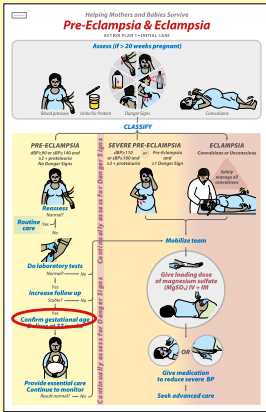 Helping Mothers and Babies Survive
Pre-Eclampsia & Eclampsia
ACTION PLAN 1 • INITIAL CARE
Assess (if > 20 weeks pregnant)
Blood pressure
Urine for Protein
Danger Signs
Convulsions
CLASSIFY
PRE-ECLAMPSIA
dBP≥90 or sBP≥140 and
≥2 + proteinuria
No Danger Signs
SEVERE PRE-ECLAMPSIA
dBP≥110
or sBP≥160 and
≥2 + proteinuria
or
Pre-Eclampsia
and
≥1 Danger Sign
ECLAMPSIA
Convulsions or Unconscious
Safely
manage all
convulsions
Continually assess for Danger Signs
Continually assess for Danger Signs
Reassess
Normal?
Yes
No
Routine
care
Mobilize team
Do laboratory tests
Normal?
No
Yes
Give loading dose
of magnesium sulfate
(MgSO₄) IV + IM
Increase follow up
Stable?
No
Yes
Confirm gestational age
Deliver at 37 weeks
OR
Provide essential care
Continue to monitor
Result normal?
No
Give medication
to reduce severe BP
Seek advanced care